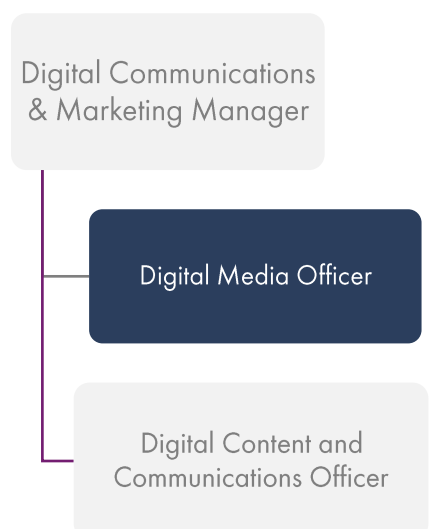 Digital Communications
& Marketing Manager
Digital Media Officer
Digital Content and
Communications Officer